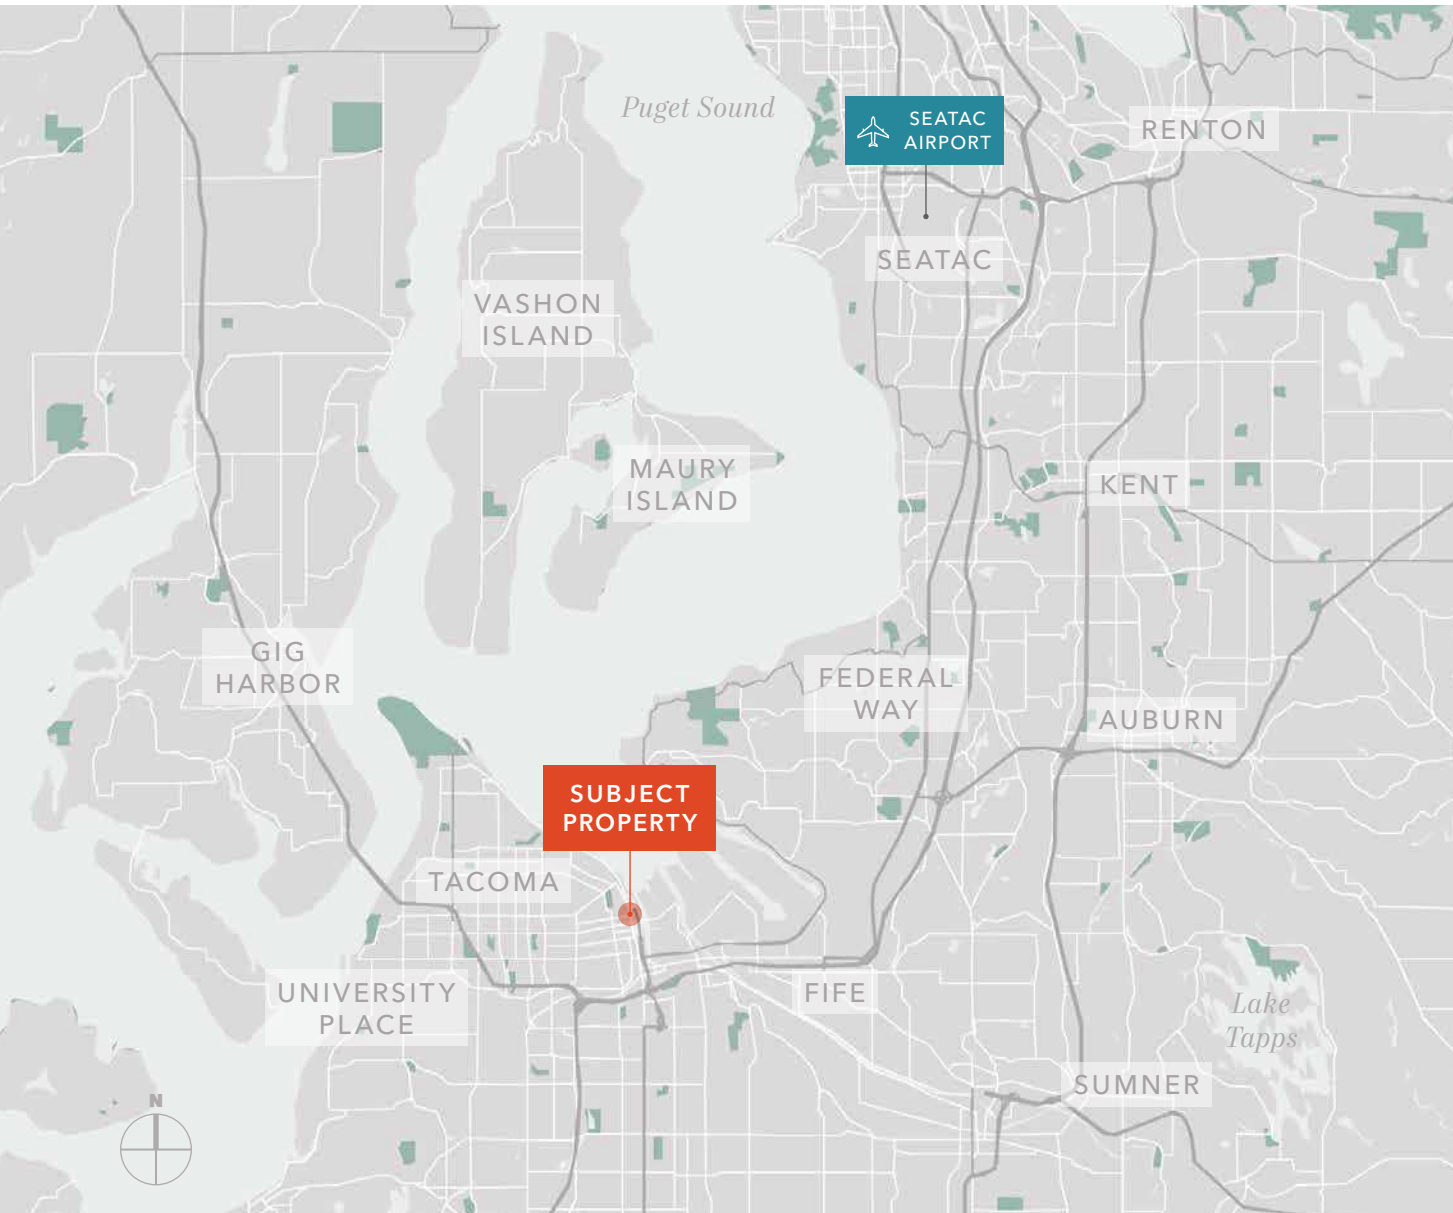 Puget Sound
SEATAC
AIRPORT
RENTON
SEATAC
VASHON
ISLAND
MAURY
ISLAND
KENT
GIG
HARBOR
FEDERAL
WAY
AUBURN
SUBJECT
PROPERTY
TACOMA
UNIVERSITY
PLACE
FIFE
Lake
Tapps
SUMNER
N